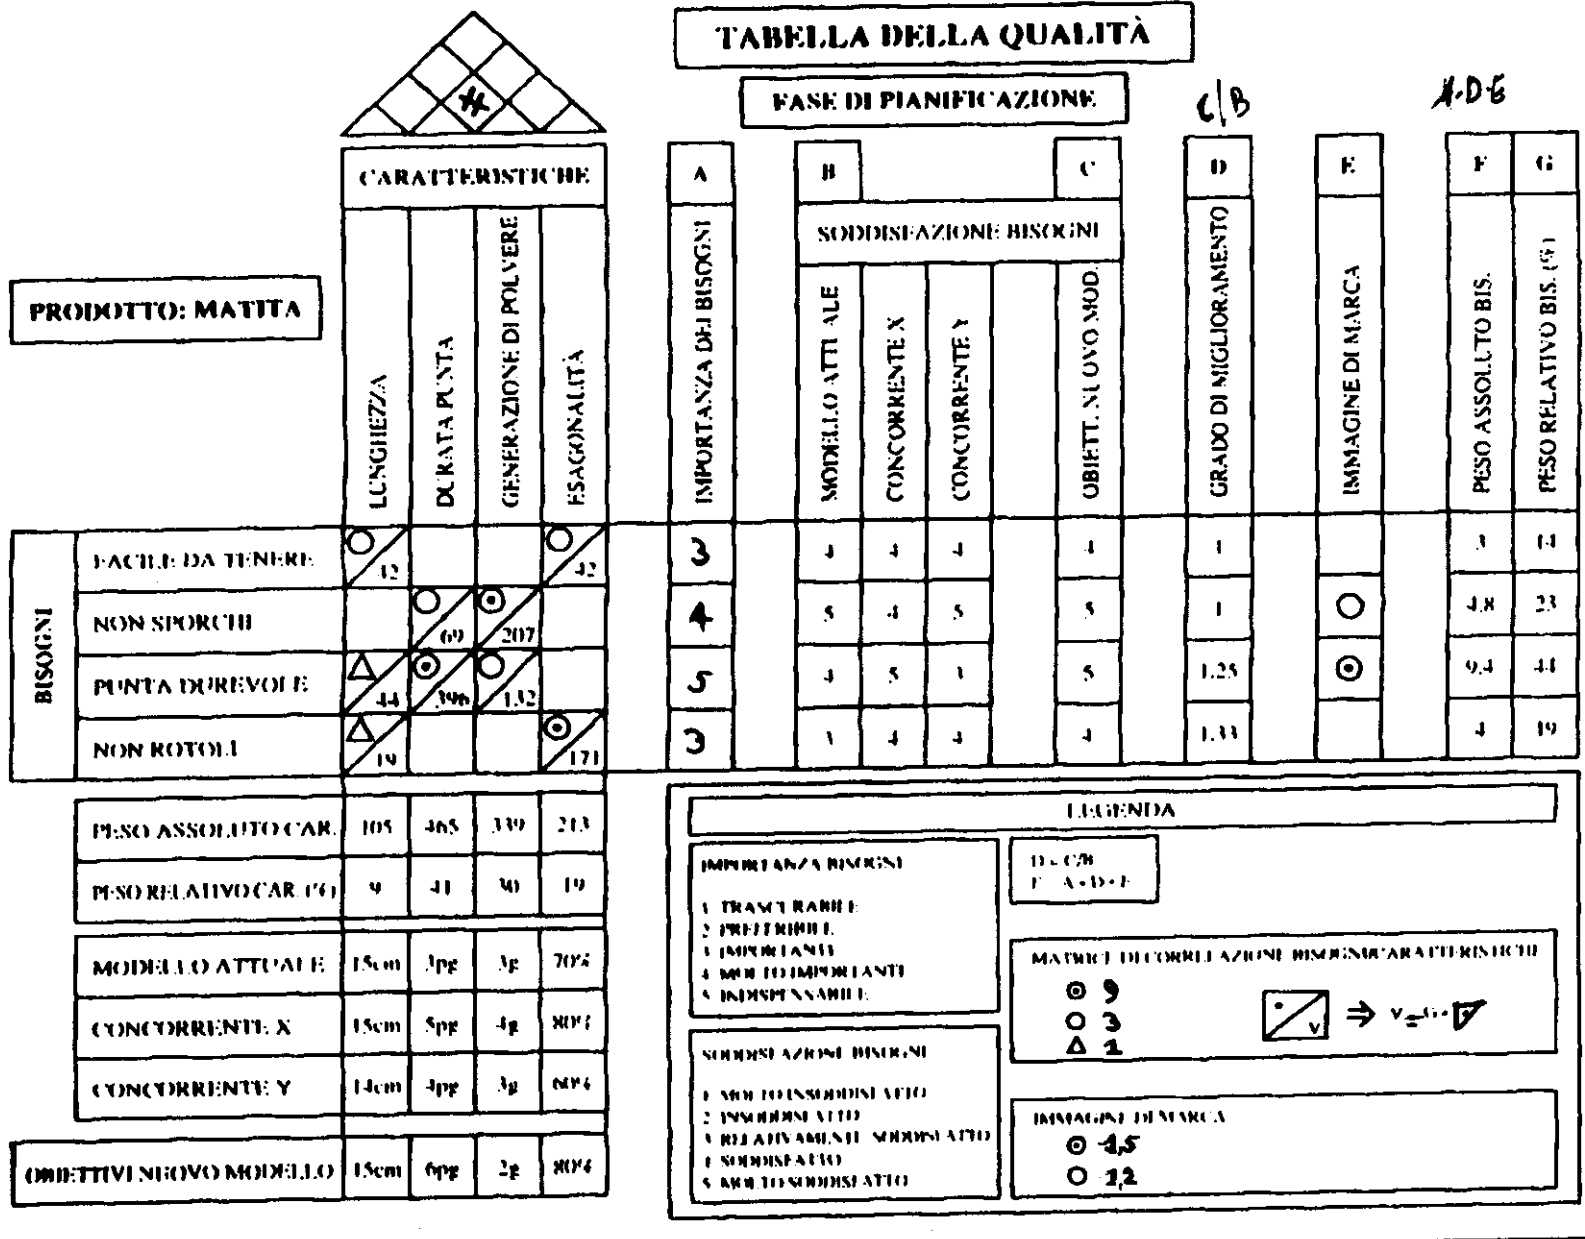 TABELLA DELLA QUALITÀ
FASE DI PIANIFICAZIONE
C/B
A·D·E
CARATTERISTICHE
A
B
C
D
E
F
G
SODDISFAZIONE BISOGNI
PRODOTTO: MATITA
LUNGHEZZA
DURATA PUNTA
GENERAZIONE DI POLVERE
ESAGONALITÀ
IMPORTANZA DEI BISOGNI
MODELLO ATTUALE
CONCORRENTE X
CONCORRENTE Y
OBIETT. NUOVO MOD.
GRADO DI MIGLIORAMENTO
IMMAGINE DI MARCA
PESO ASSOLUTO BIS.
PESO RELATIVO BIS. (%)
BISOGNI
FACILE DA TENERE 42 42 3 4 4 4 4 1 3 14
NON SPORCHI 69 207 4 5 4 5 5 1 4.8 23
PUNTA DUREVOLE 44 396 132 5 4 5 3 5 1.25 9,4 44
NON ROTOLI 19 171 3 3 4 4 4 1.33 4 19
PESO ASSOLUTO CAR. 105 465 339 213
PESO RELATIVO CAR. (%) 9 41 30 19
MODELLO ATTUALE 15cm 3pg 3g 70%
CONCORRENTE X 15cm 5pg 4g 80%
CONCORRENTE Y 14cm 4pg 3g 60%
OBIETTIVI NUOVO MODELLO 15cm 6pg 2g 80%
LEGENDA
IMPORTANZA BISOGNI
1 TRASCURABILE
2 PREFERIBILE
3 IMPORTANTI
4 MOLTO IMPORTANTI
5 INDISPENSABILE
D = C/B
F = A · D · E
MATRICE DI CORRELAZIONE BISOGNI/CARATTERISTICHE
9
3
1
V ⇒ V = G ·
SODDISFAZIONE BISOGNI
1 MOLTO INSODDISFATTO
2 INSODDISFATTO
3 RELATIVAMENTE SODDISFATTO
4 SODDISFATTO
5 MOLTO SODDISFATTO
IMMAGINE DI MARCA
1,5
1,2